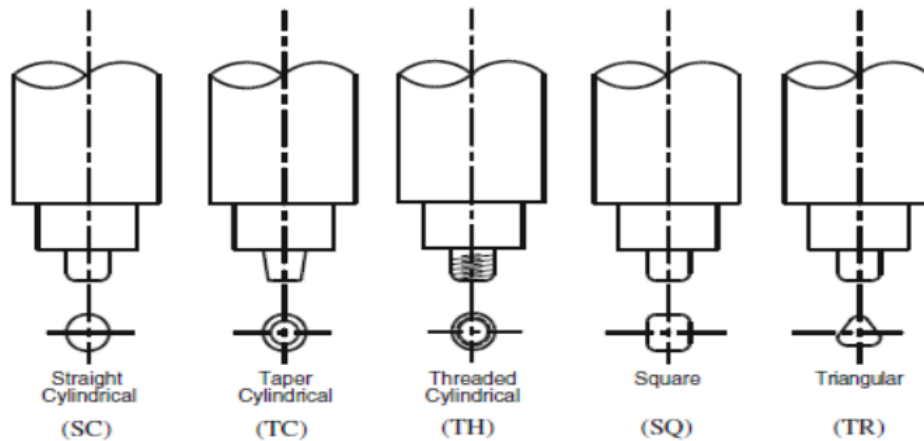 Straight
Cylindrical
(SC)
Taper
Cylindrical
(TC)
Threaded
Cylindrical
(TH)
Square
(SQ)
Triangular
(TR)